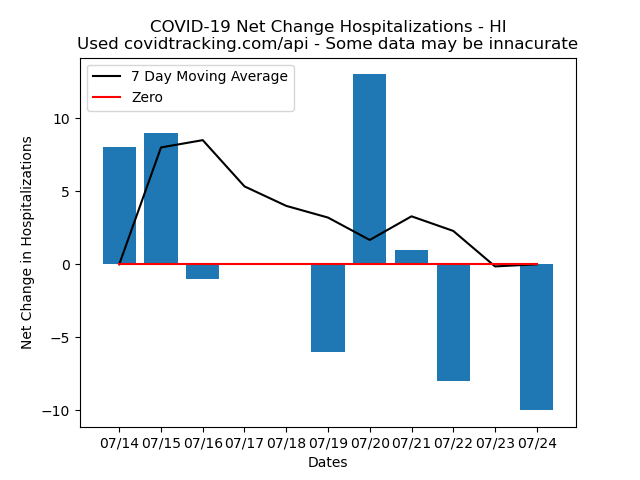 COVID-19 Net Change Hospitalizations - HI
Used covidtracking.com/api - Some data may be innacurate
7 Day Moving Average
Zero
Net Change in Hospitalizations
10
5
0
−5
−10
07/14 07/15 07/16 07/17 07/18 07/19 07/20 07/21 07/22 07/23 07/24
Dates